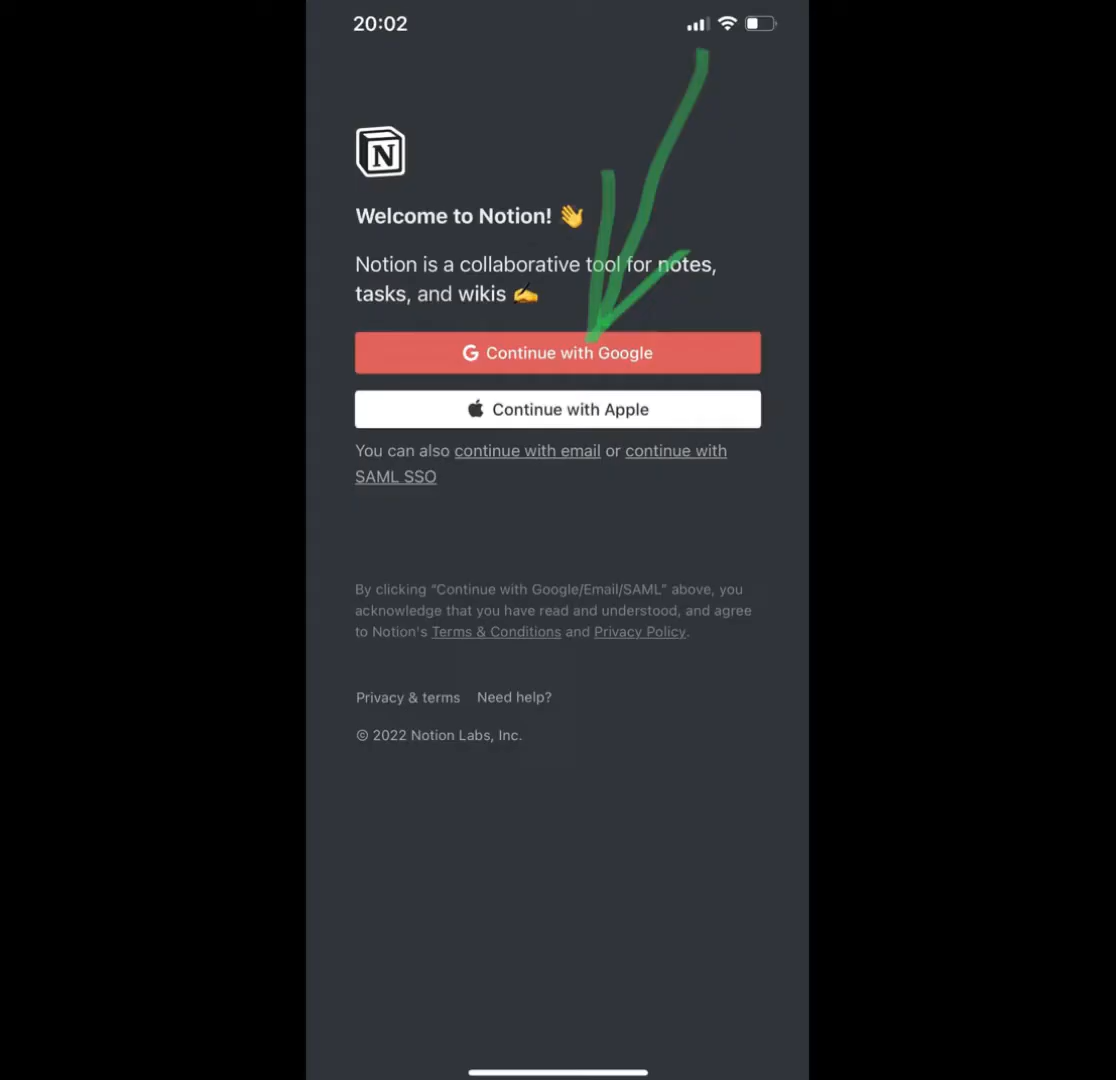 20:02
N
Welcome to Notion! 👋
Notion is a collaborative tool for notes,
tasks, and wikis ✍️
G Continue with Google
Continue with Apple
You can also continue with email or continue with
SAML SSO
By clicking “Continue with Google/Email/SAML” above, you
acknowledge that you have read and understood, and agree
to Notion's Terms & Conditions and Privacy Policy.
Privacy & terms Need help?
© 2022 Notion Labs, Inc.